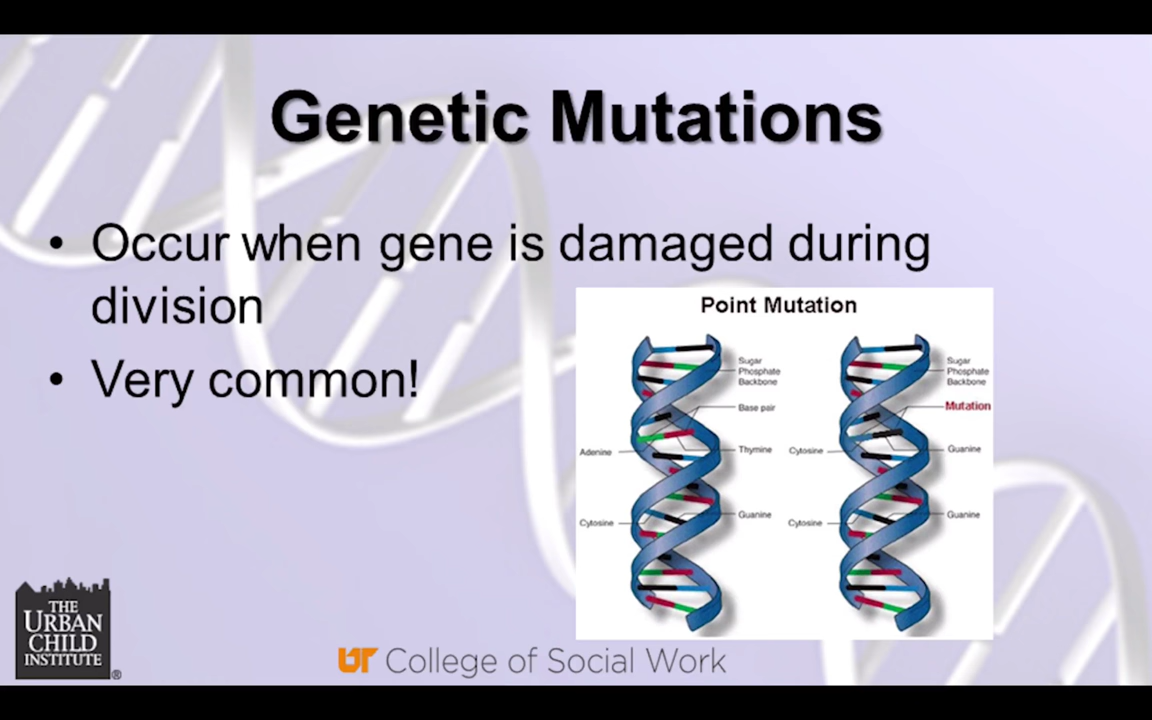 Genetic Mutations
• Occur when gene is damaged during
division
• Very common!
Point Mutation
Sugar
Phosphate
Backbone
Base pair
Adenine
Thymine
Cytosine
Guanine
Sugar
Phosphate
Backbone
Mutation
Cytosine
Guanine
Cytosine
Guanine
THE
URBAN
CHILD
INSTITUTE
®
UT College of Social Work